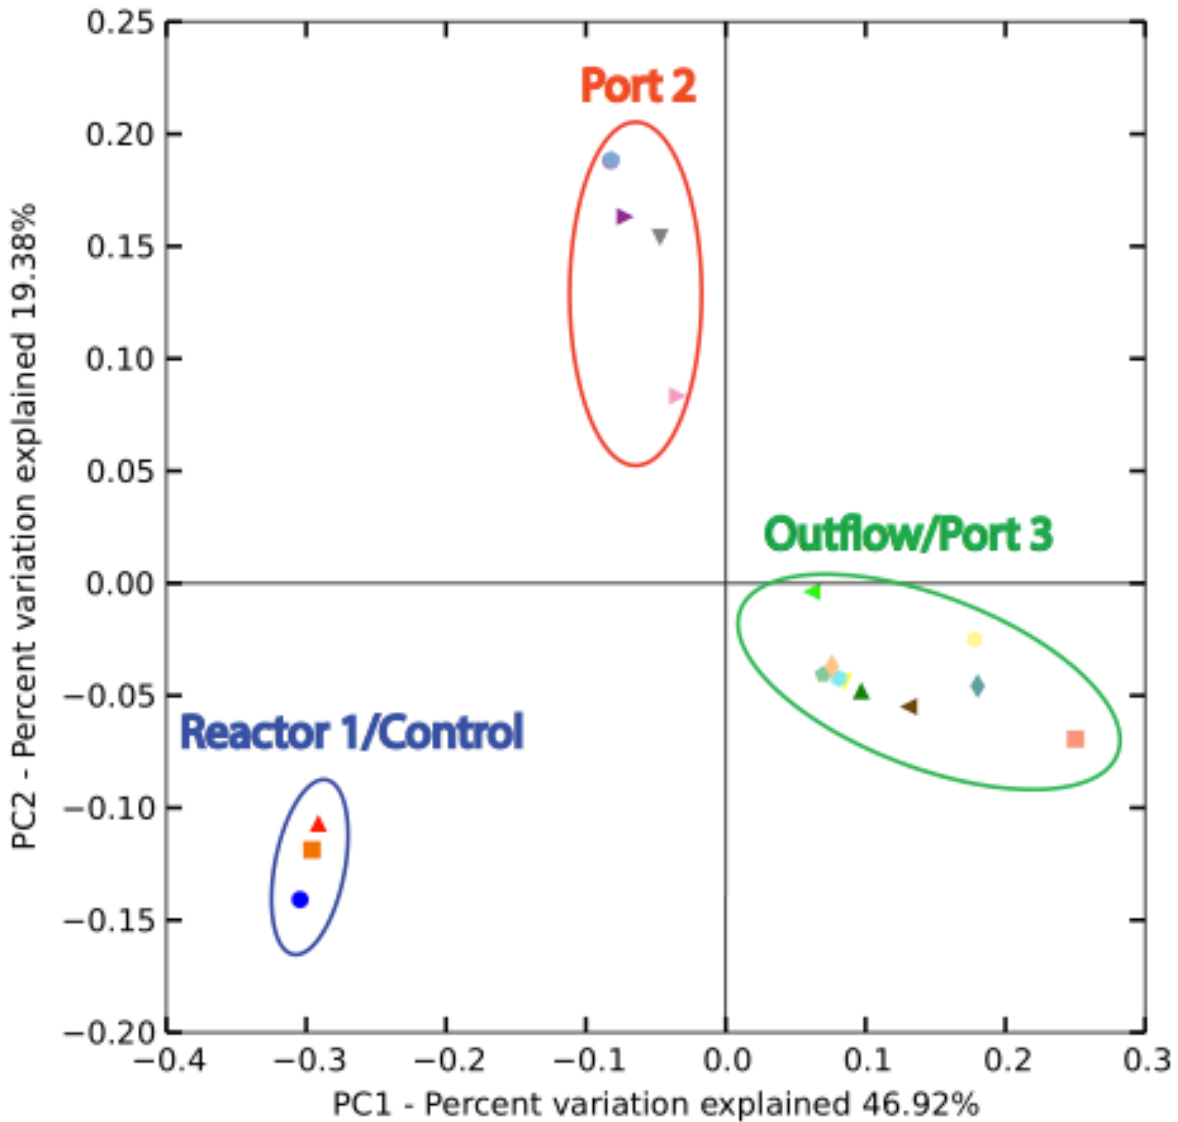 Port 2
Outflow/Port 3
Reactor 1/Control
0.25
0.20
0.15
0.10
0.05
0.00
−0.05
−0.10
−0.15
−0.20
−0.4 −0.3 −0.2 −0.1 0.0 0.1 0.2 0.3
PC1 - Percent variation explained 46.92%
PC2 - Percent variation explained 19.38%